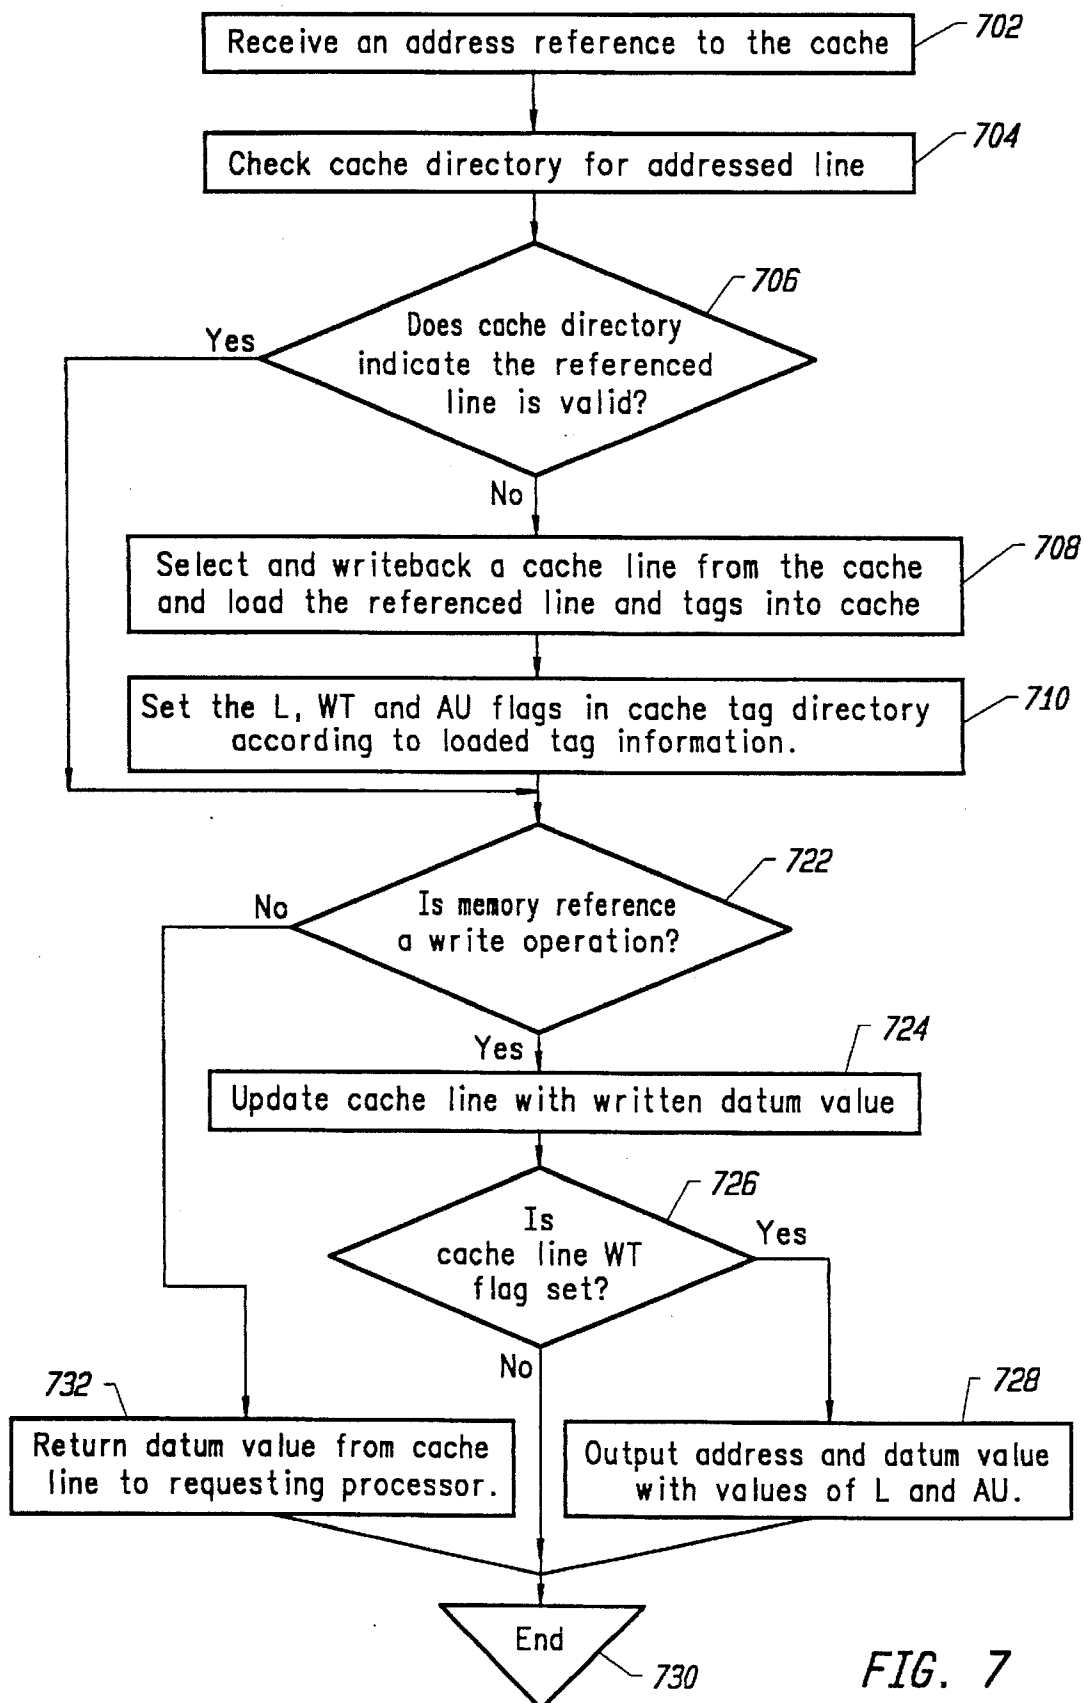 Receive an address reference to the cache
702
Check cache directory for addressed line
704
706
Does cache directory
indicate the referenced
line is valid?
Yes
No
708
Select and writeback a cache line from the cache
and load the referenced line and tags into cache
710
Set the L, WT and AU flags in cache tag directory
according to loaded tag information.
722
Is memory reference
a write operation?
No
Yes
724
Update cache line with written datum value
726
Is
cache line WT
flag set?
Yes
No
732
Return datum value from cache
line to requesting processor.
728
Output address and datum value
with values of L and AU.
End
730
FIG. 7